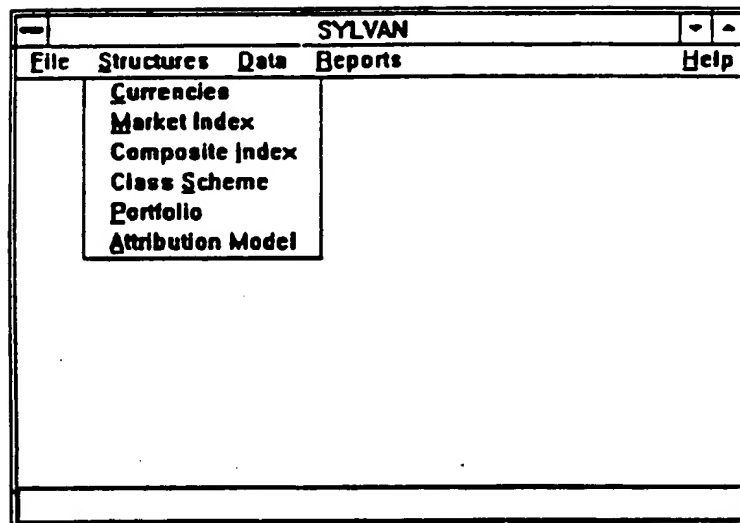 SYLVAN
File Structures Data Reports Help
Currencies
Market Index
Composite Index
Class Scheme
Portfolio
Attribution Model